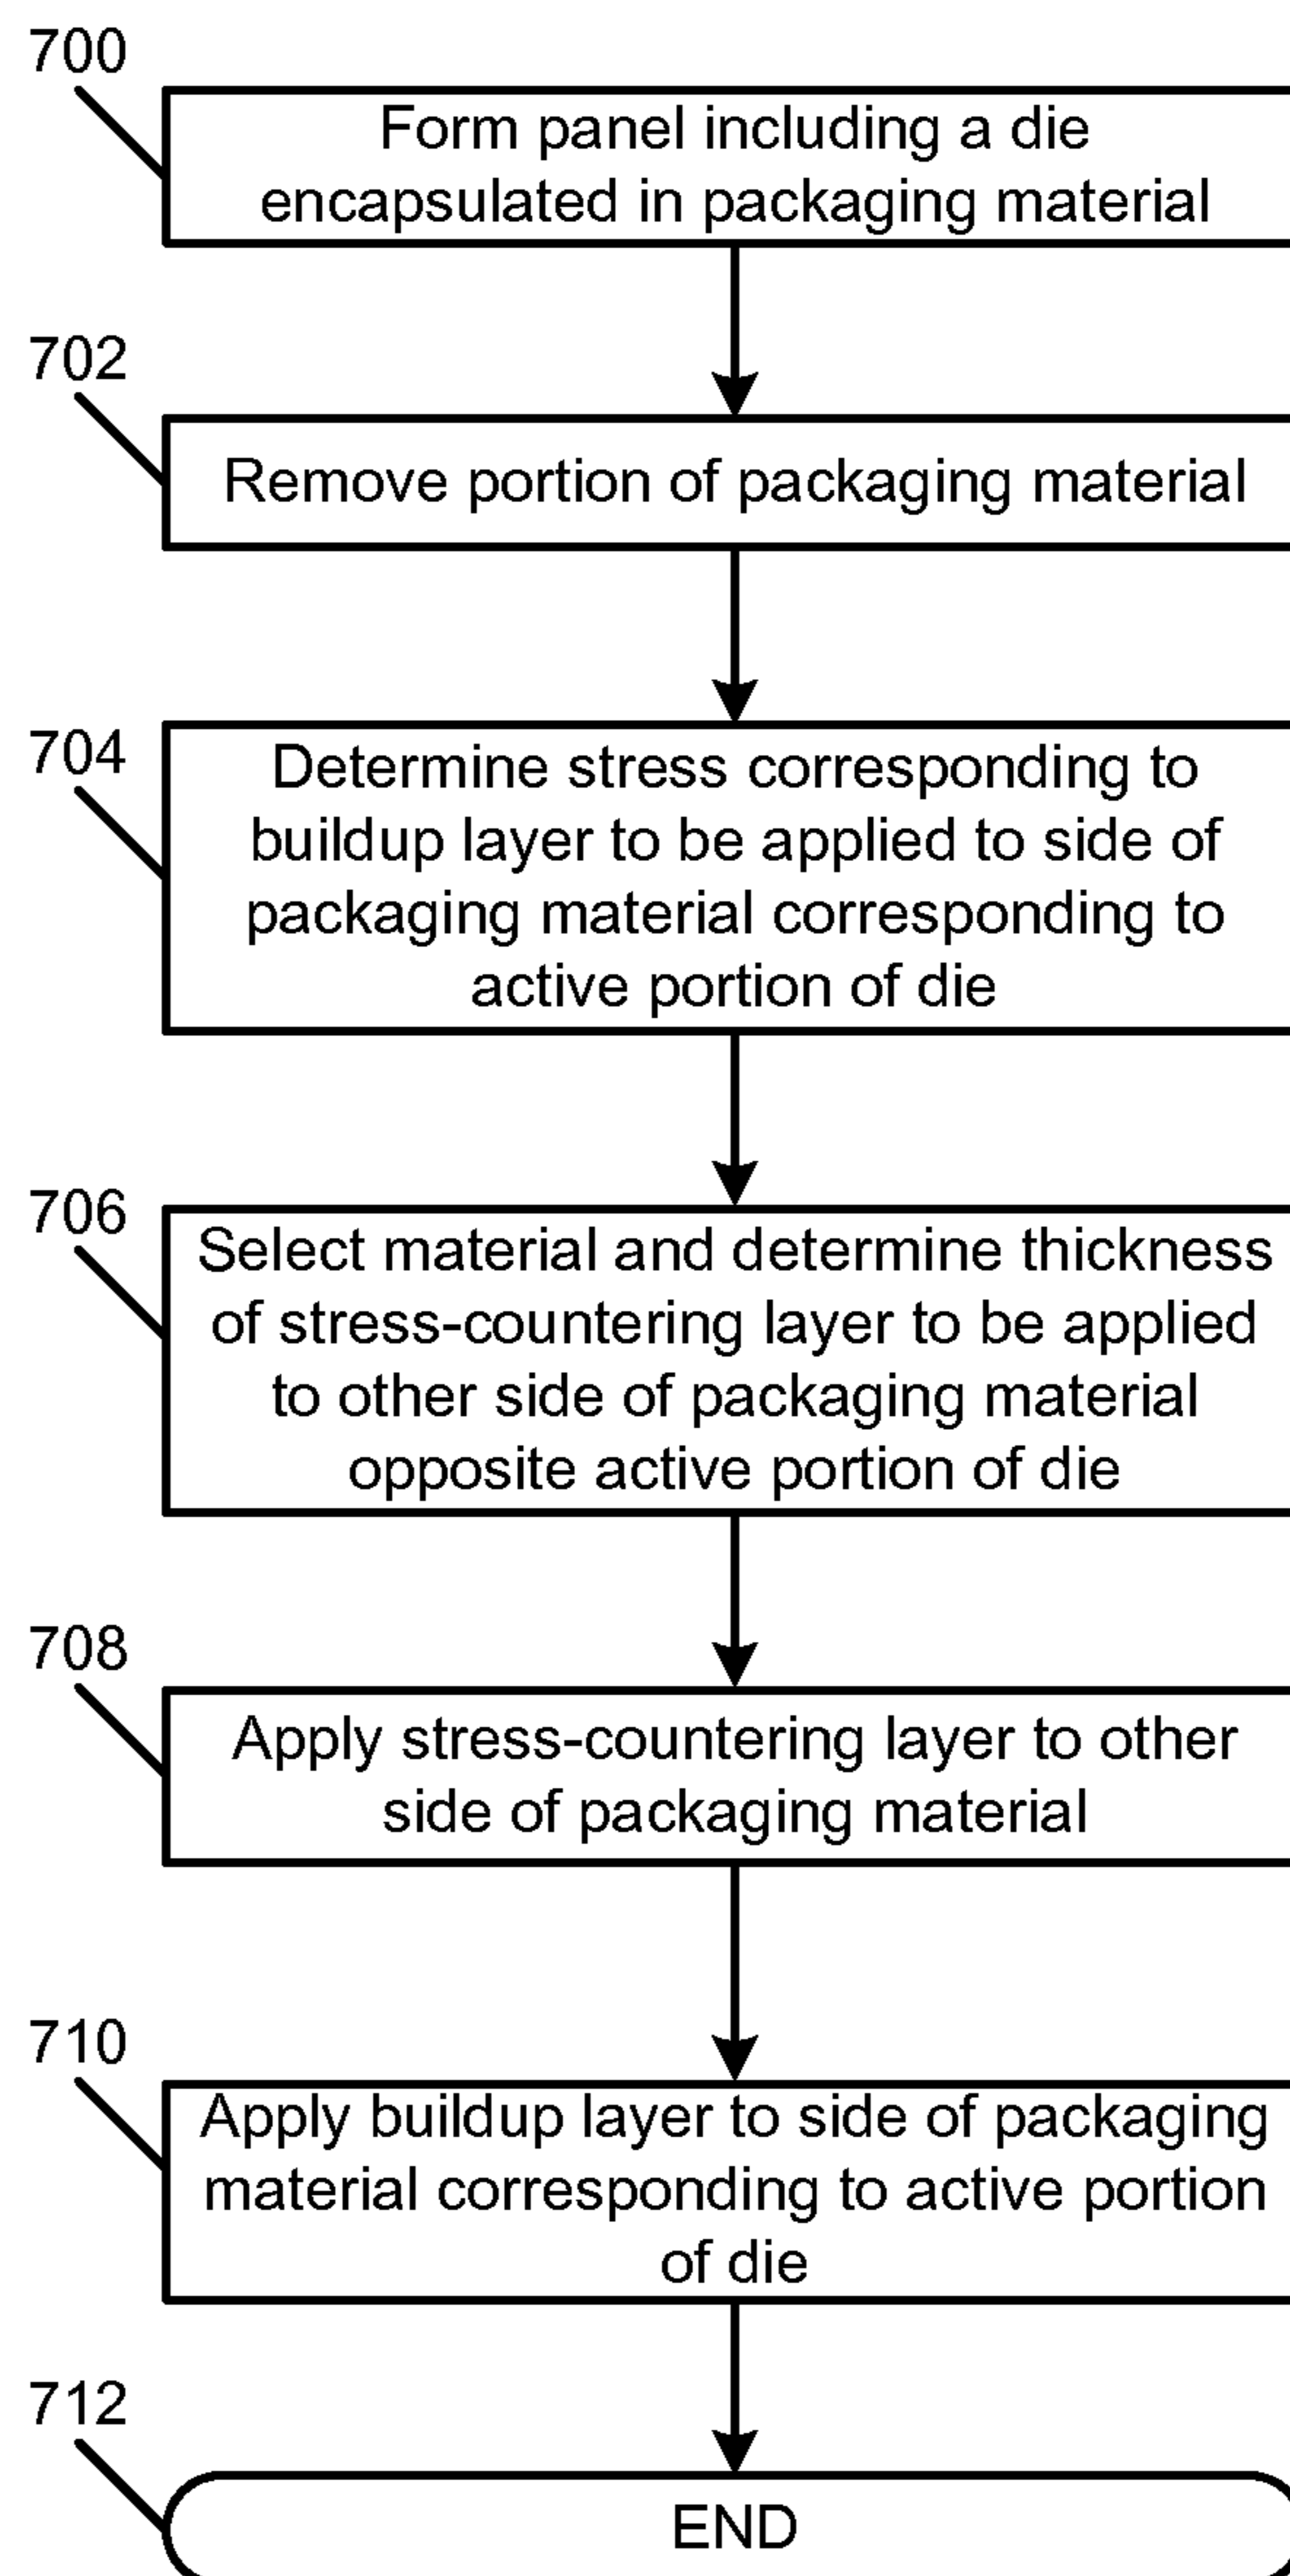 700
Form panel including a die
encapsulated in packaging material
702
Remove portion of packaging material
704
Determine stress corresponding to
buildup layer to be applied to side of
packaging material corresponding to
active portion of die
706
Select material and determine thickness
of stress-countering layer to be applied
to other side of packaging material
opposite active portion of die
708
Apply stress-countering layer to other
side of packaging material
710
Apply buildup layer to side of packaging
material corresponding to active portion
of die
712
END